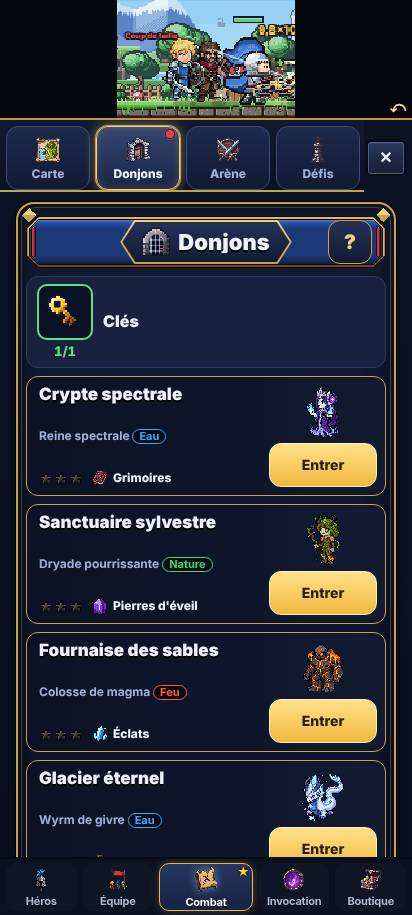 Coup de taille
Carte
Donjons
Arène
Défis
×
Donjons
?
Clés
1/1
Crypte spectrale
Reine spectrale Eau
Grimoires
Entrer
Sanctuaire sylvestre
Dryade pourrissante Nature
Pierres d'éveil
Entrer
Fournaise des sables
Colosse de magma Feu
Éclats
Entrer
Glacier éternel
Wyrm de givre Eau
Entrer
Héros
Équipe
Combat
Invocation
Boutique